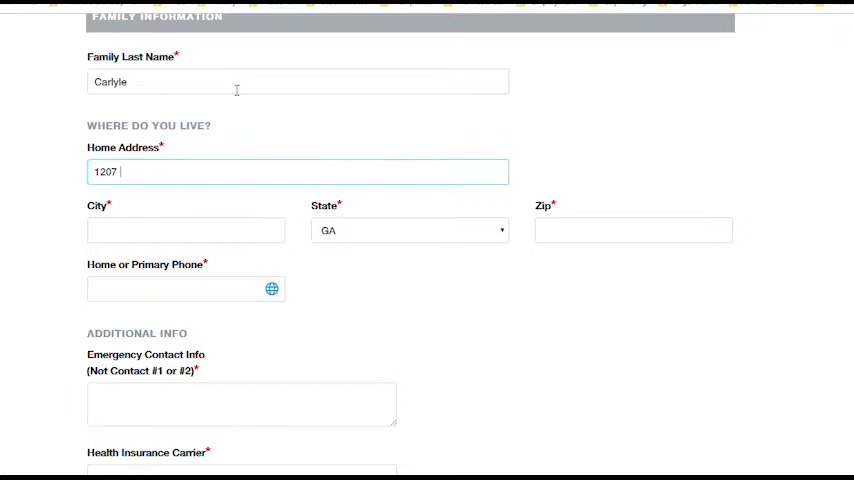 FAMILY INFORMATION
Family Last Name*
Carlyle
WHERE DO YOU LIVE?
Home Address*
1207
City* State* Zip*
GA
Home or Primary Phone*
ADDITIONAL INFO
Emergency Contact Info
(Not Contact #1 or #2)*
Health Insurance Carrier*